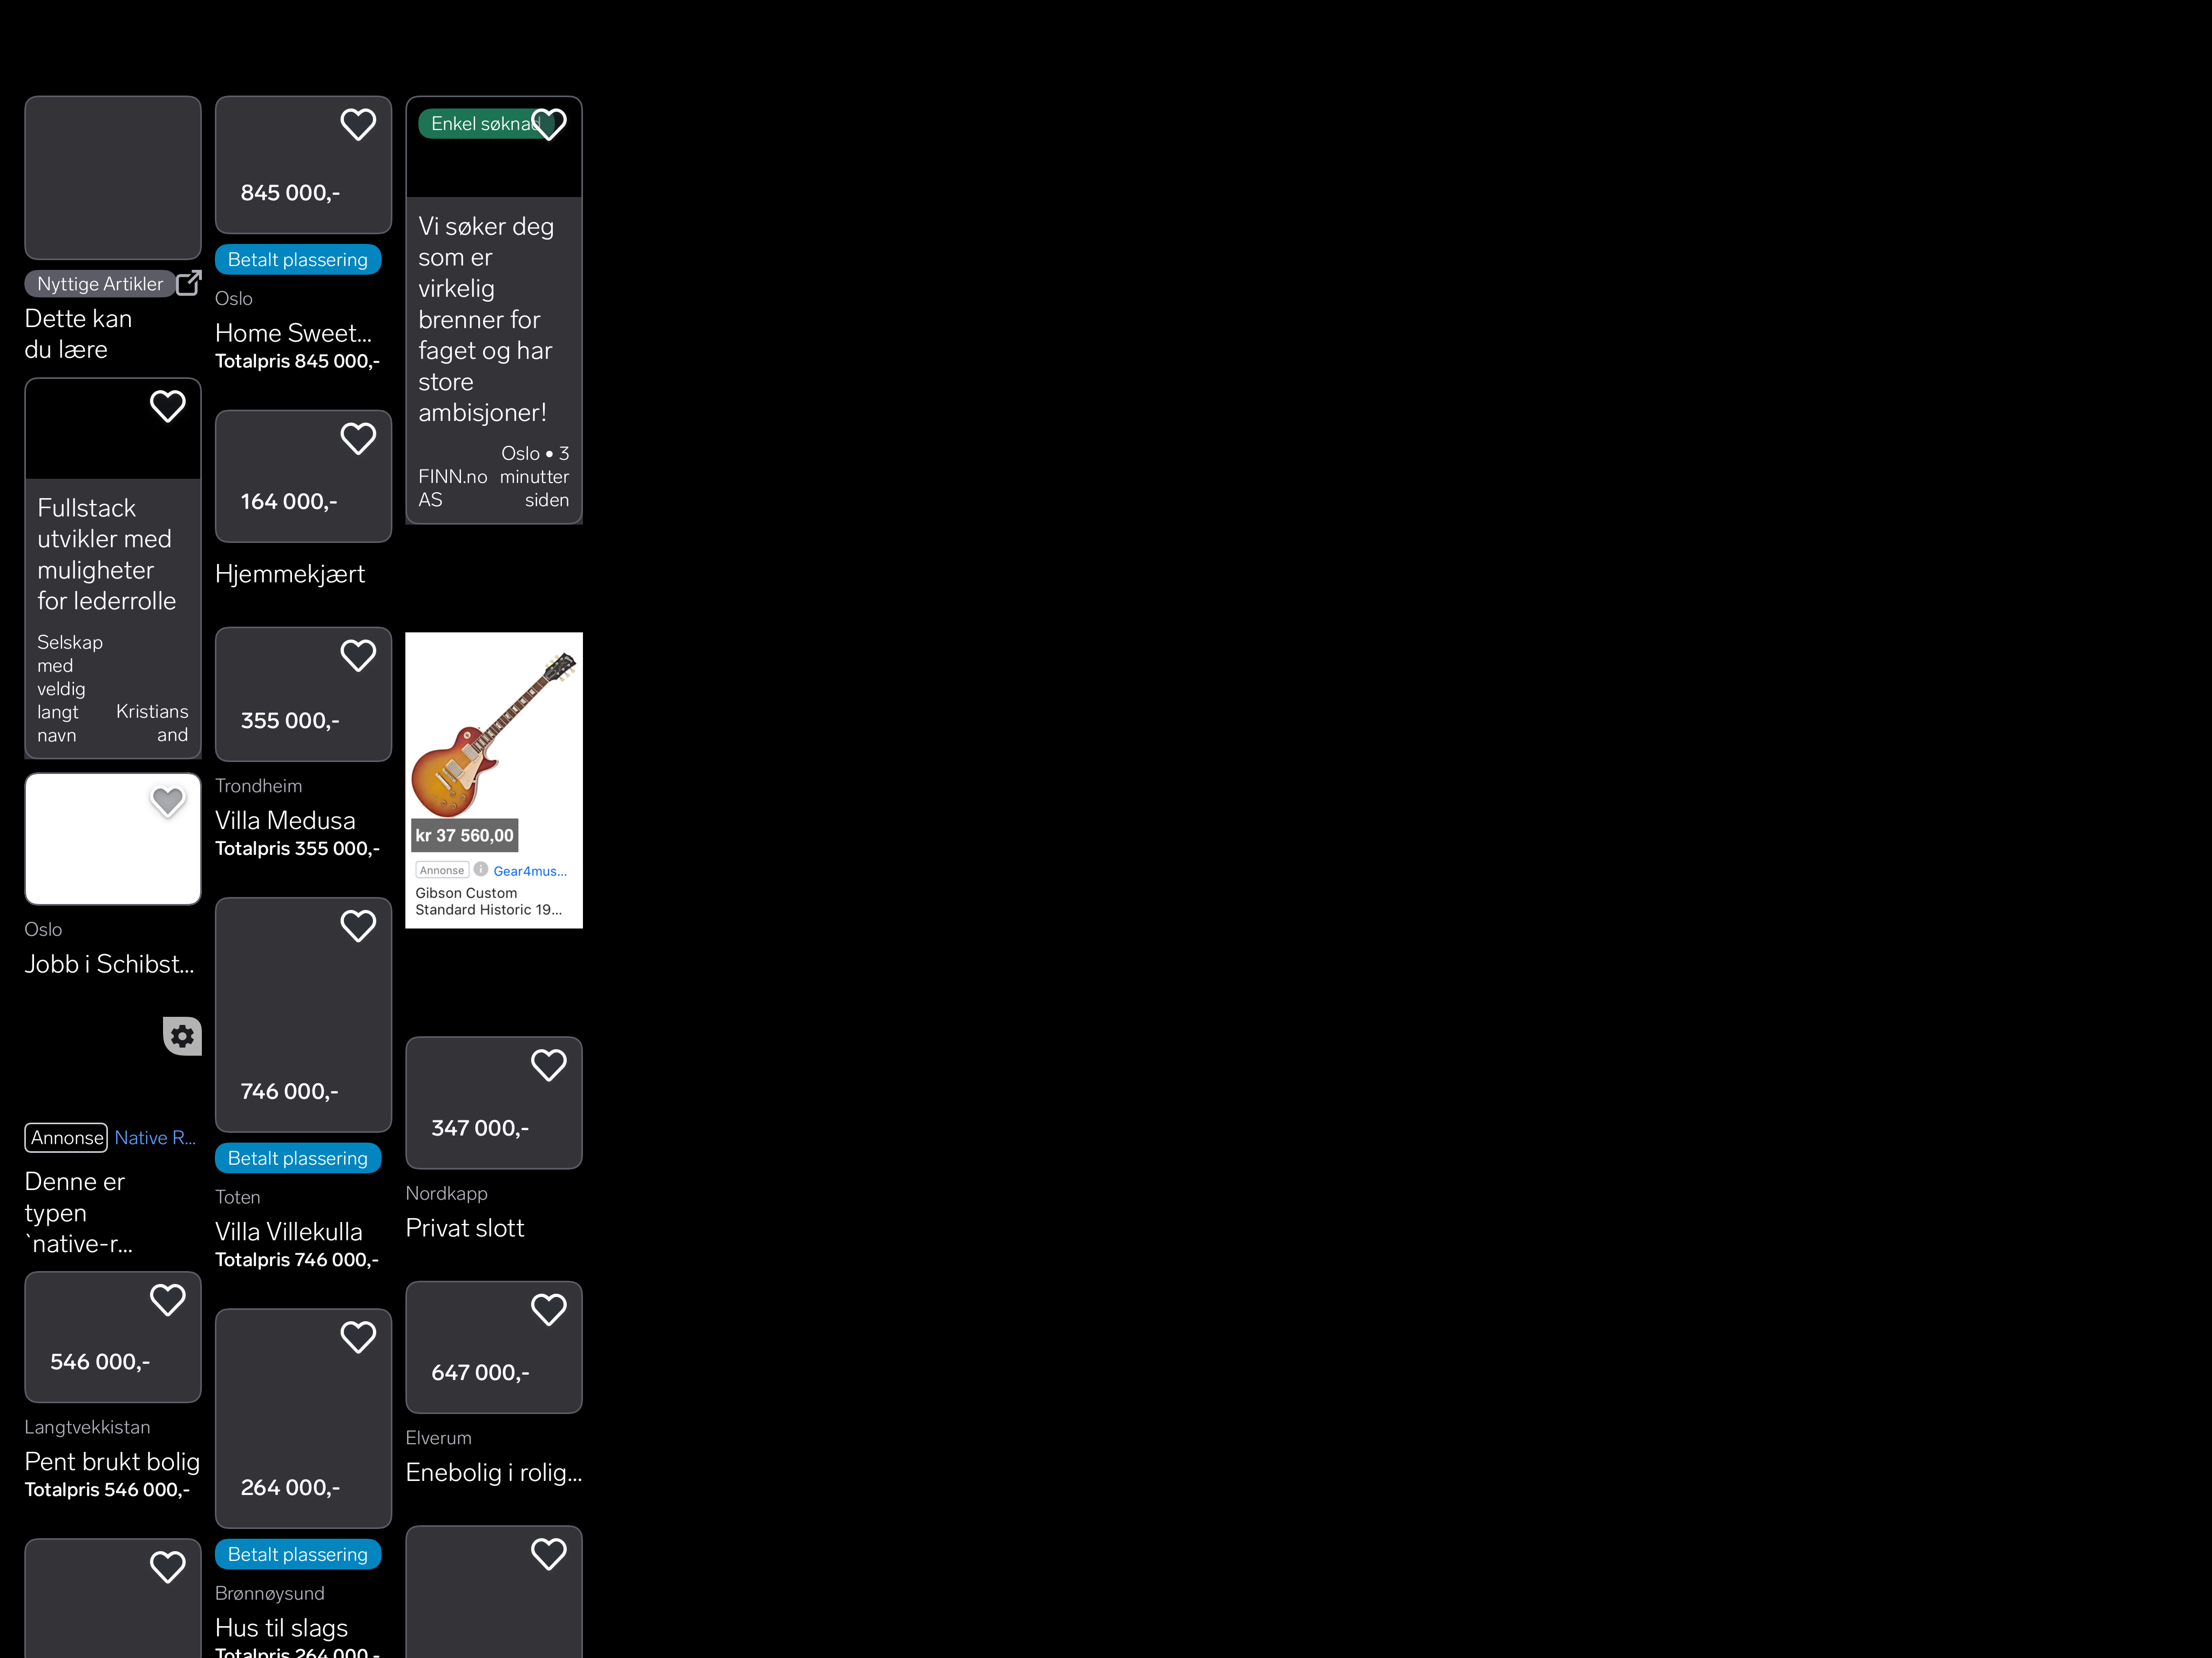 Nyttige Artikler
Dette kan
du lære
Fullstack
utvikler med
muligheter
for lederrolle
Selskap
med
veldig
langt
navn
Kristians
and
Oslo
Jobb i Schibst...
Annonse Native R...
Denne er
typen
`native-r...
546 000,-
Langtvekkistan
Pent brukt bolig
Totalpris 546 000,-
845 000,-
Betalt plassering
Oslo
Home Sweet...
Totalpris 845 000,-
164 000,-
Hjemmekjært
355 000,-
Trondheim
Villa Medusa
Totalpris 355 000,-
746 000,-
Betalt plassering
Toten
Villa Villekulla
Totalpris 746 000,-
264 000,-
Betalt plassering
Brønnøysund
Hus til slags
Totalpris 264 000,-
Enkel søknad
Vi søker deg
som er
virkelig
brenner for
faget og har
store
ambisjoner!
FINN.no
AS
Oslo • 3
minutter
siden
kr 37 560,00
Annonse i Gear4mus...
Gibson Custom
Standard Historic 19...
347 000,-
Nordkapp
Privat slott
647 000,-
Elverum
Enebolig i rolig...